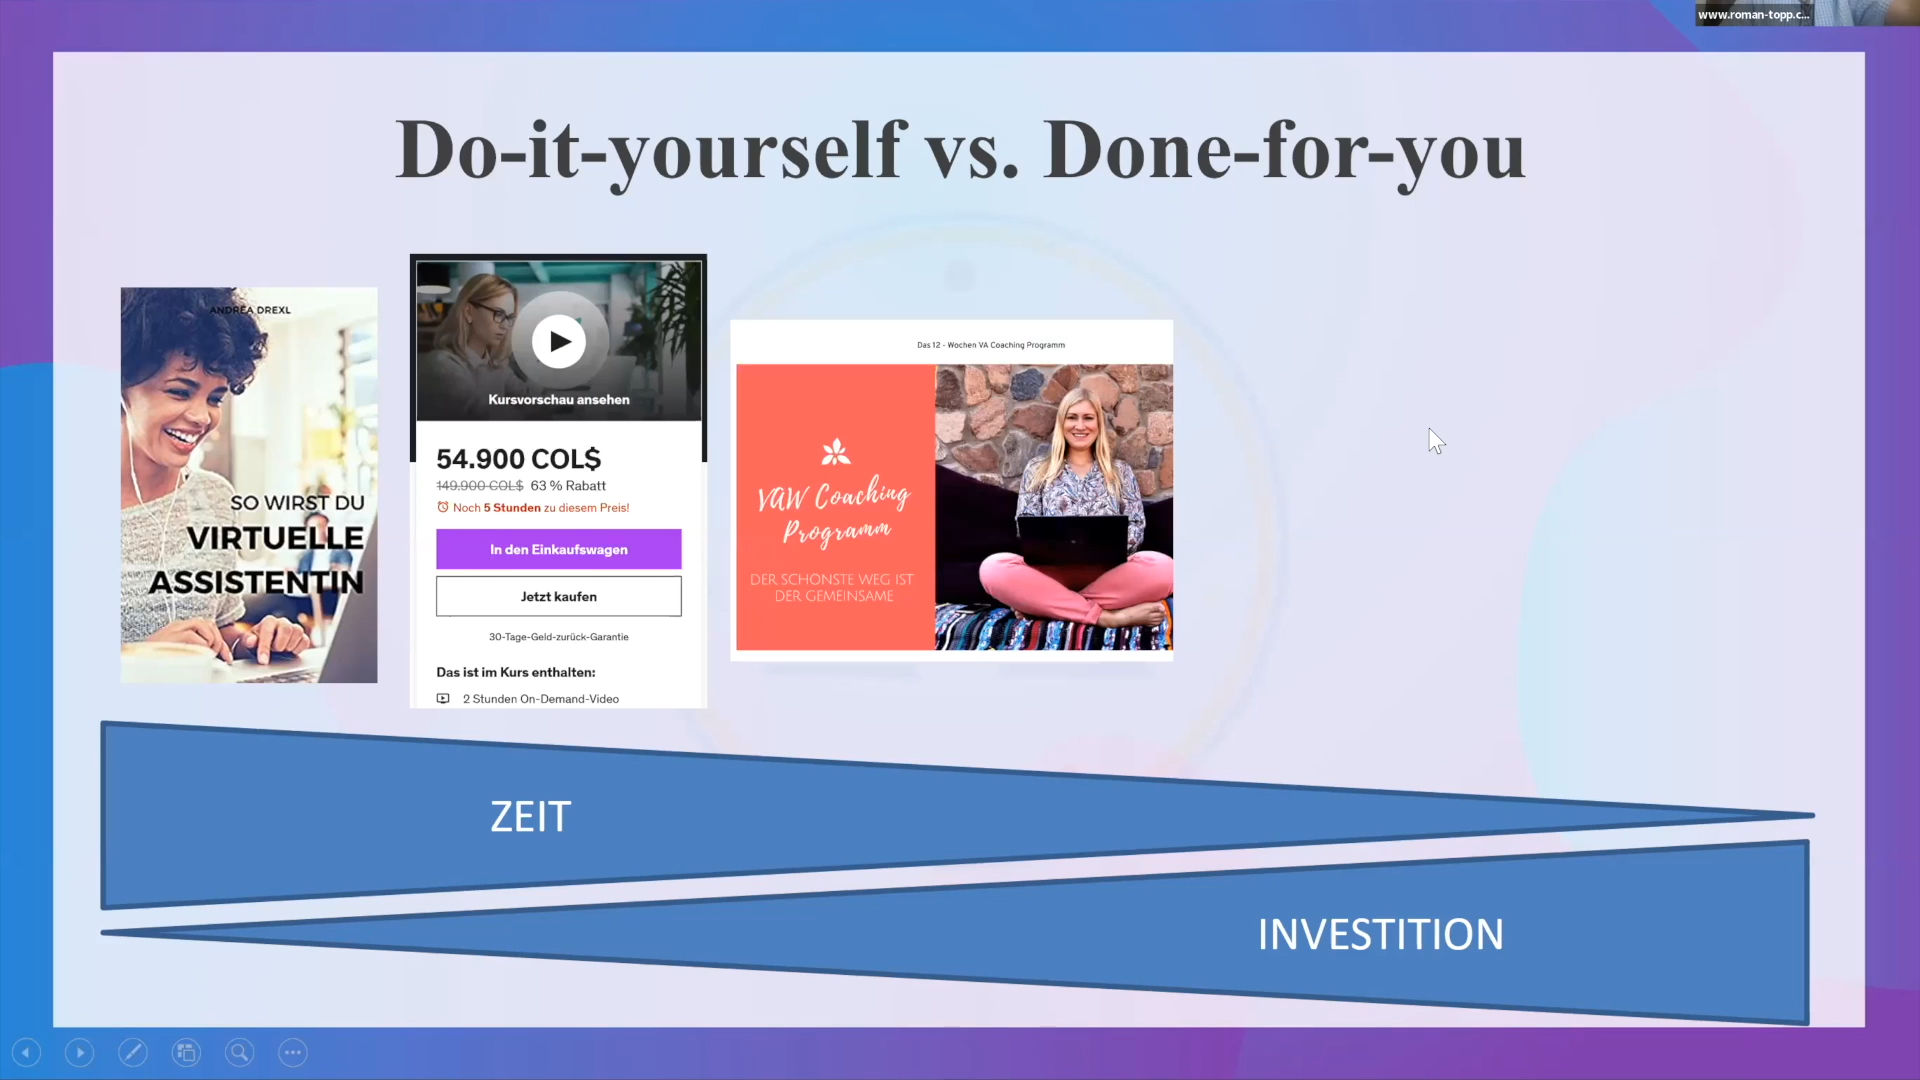 www.roman-topp.c...
Do-it-yourself vs. Done-for-you
ANDREA DREXL
SO WIRST DU
VIRTUELLE
ASSISTENTIN
Kursvorschau ansehen
54.900 COL$
149.900 COL$ 63 % Rabatt
Noch 5 Stunden zu diesem Preis!
In den Einkaufswagen
Jetzt kaufen
30-Tage-Geld-zurück-Garantie
Das ist im Kurs enthalten:
2 Stunden On-Demand-Video
Das 12 - Wochen VA Coaching Programm
VAW Coaching
Programm
DER SCHÖNSTE WEG IST
DER GEMEINSAME
ZEIT
INVESTITION